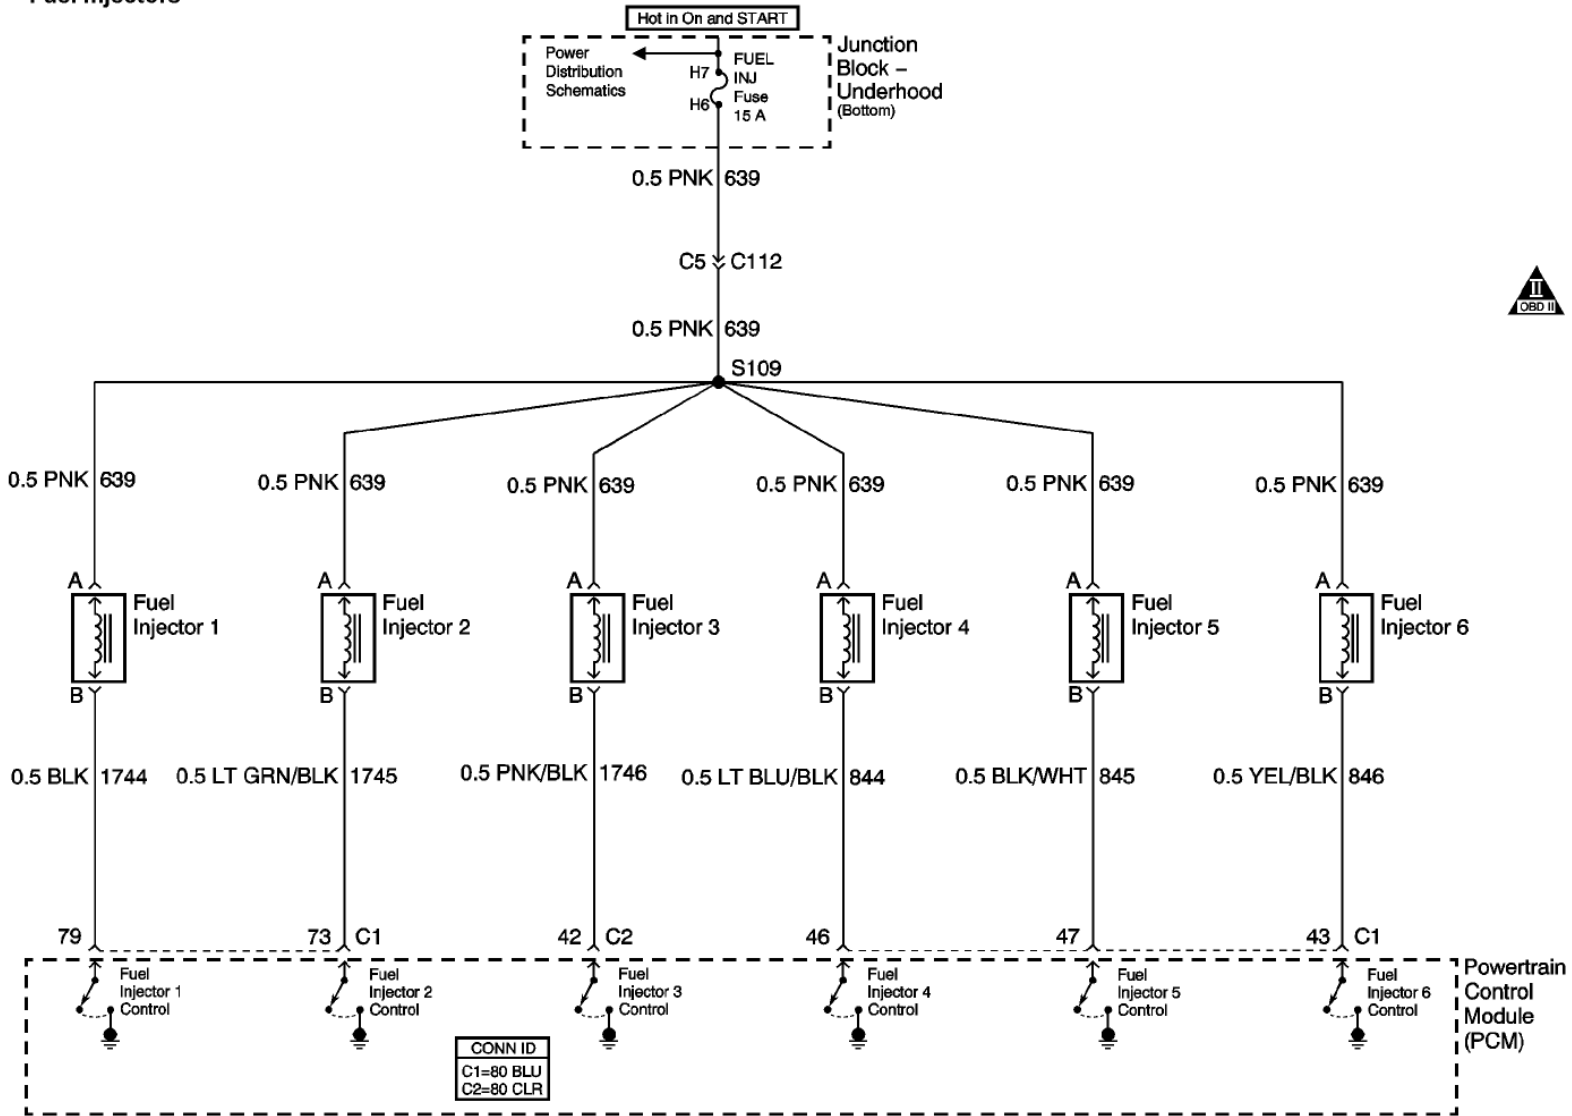 Fuel Injectors
Hot in On and START
Power
Distribution
Schematics
H7
H6
FUEL
INJ
Fuse
15 A
Junction
Block –
Underhood
(Bottom)
0.5 PNK 639
C5 C112
0.5 PNK 639
S109
II
OBD II
0.5 PNK 639
0.5 PNK 639
0.5 PNK 639
0.5 PNK 639
0.5 PNK 639
0.5 PNK 639
A
Fuel
Injector 1
B
A
Fuel
Injector 2
B
A
Fuel
Injector 3
B
A
Fuel
Injector 4
B
A
Fuel
Injector 5
B
A
Fuel
Injector 6
B
0.5 BLK 1744
0.5 LT GRN/BLK 1745
0.5 PNK/BLK 1746
0.5 LT BLU/BLK 844
0.5 BLK/WHT 845
0.5 YEL/BLK 846
79
73 C1
42 C2
46
47
43 C1
Fuel
Injector 1
Control
Fuel
Injector 2
Control
Fuel
Injector 3
Control
Fuel
Injector 4
Control
Fuel
Injector 5
Control
Fuel
Injector 6
Control
Powertrain
Control
Module
(PCM)
CONN ID
C1=80 BLU
C2=80 CLR